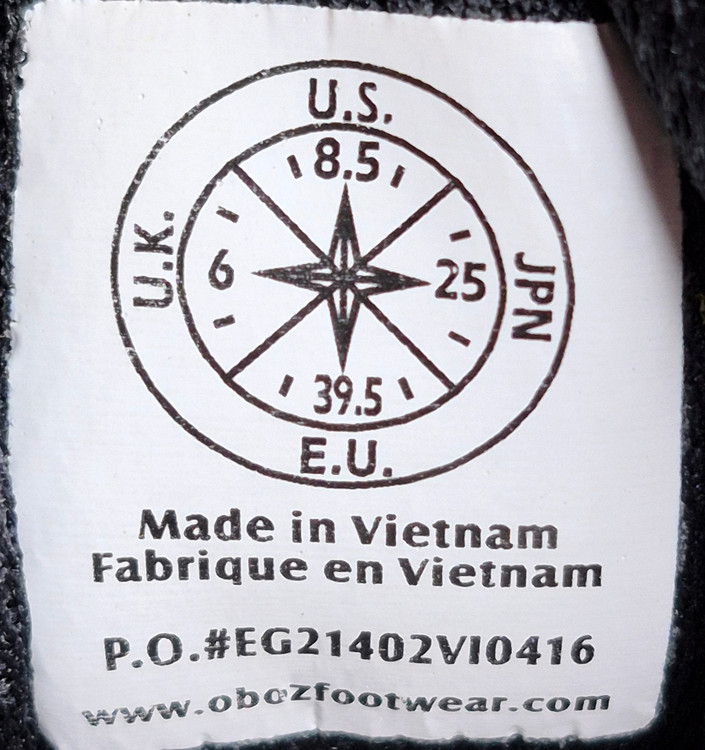 U.S.
8.5
U.K.
6
25
JPN
39.5
E.U.
Made in Vietnam
Fabrique en Vietnam
P.O.#EG21402VI0416
www.obozfootwear.com